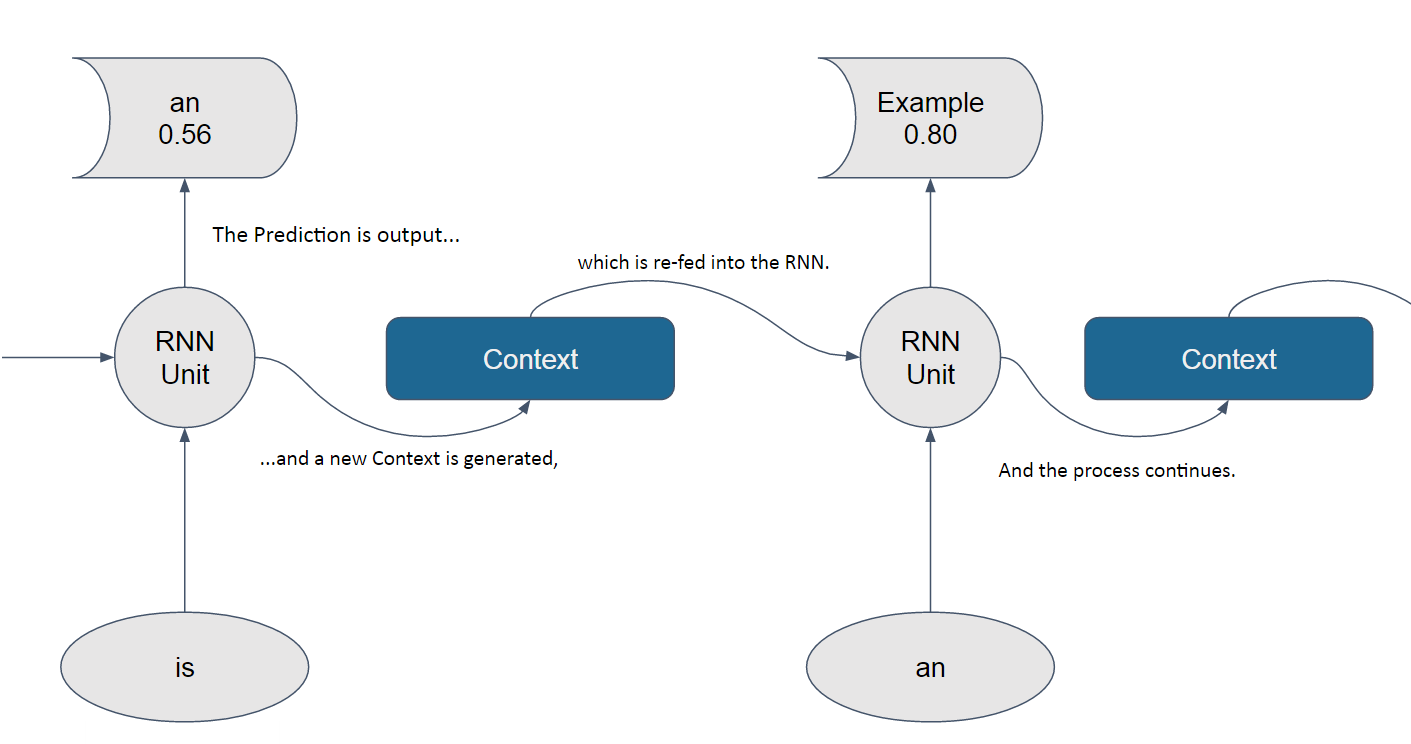 an
0.56
Example
0.80
The Prediction is output...
which is re-fed into the RNN.
RNN
Unit
Context
RNN
Unit
Context
...and a new Context is generated,
And the process continues.
is
an